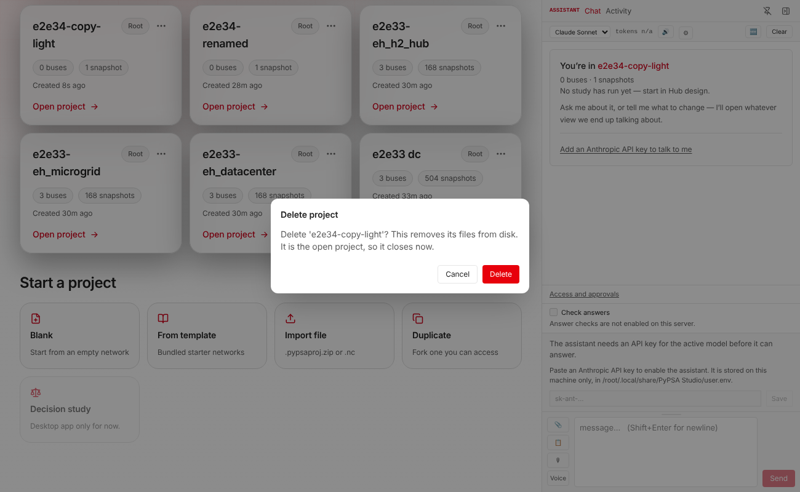 e2e34-copy-light
Root
0 buses
1 snapshot
Created 8s ago
Open project →
e2e34-renamed
Root
0 buses
1 snapshot
Created 28m ago
Open project →
e2e33-eh_h2_hub
Root
3 buses
168 snapshots
Created 30m ago
Open project →
e2e33-eh_microgrid
Root
3 buses
168 snapshots
Created 30m ago
Open project →
e2e33-eh_datacenter
Root
3 buses
168 snapshots
Created 30m ago
Open project
e2e33 dc
Root
3 buses
504 snapshots
Created 33m ago
Delete project
Delete 'e2e34-copy-light'? This removes its files from disk.
It is the open project, so it closes now.
Cancel
Delete
Start a project
Blank
Start from an empty network
From template
Bundled starter networks
Import file
.pypsaproj.zip or .nc
Duplicate
Fork one you can access
Decision study
Desktop app only for now.
ASSISTANT
Chat
Activity
Claude Sonnet
tokens n/a
Clear
You're in e2e34-copy-light
0 buses · 1 snapshots
No study has run yet — start in Hub design.
Ask me about it, or tell me what to change — I'll open whatever
view we end up talking about.
Add an Anthropic API key to talk to me
Access and approvals
Check answers
Answer checks are not enabled on this server.
The assistant needs an API key for the active model before it can
answer.
Paste an Anthropic API key to enable the assistant. It is stored on this
machine only, in /root/.local/share/PyPSA Studio/user.env.
sk-ant-...
Save
message... (Shift+Enter for newline)
Voice
Send